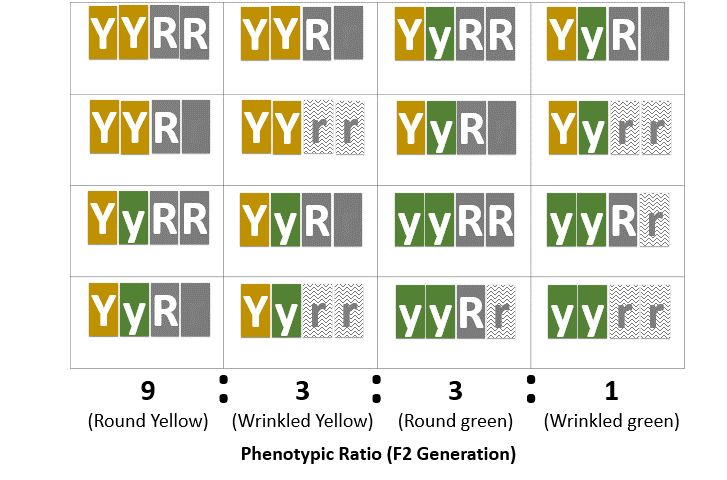 YYRR YYR YyRR YyR
YYR YYrr YyR Yyrr
YyRR YyR yyRR yyRr
YyR Yyrr yyRr yyrr
9 : 3 : 3 : 1
(Round Yellow) (Wrinkled Yellow) (Round green) (Wrinkled green)
Phenotypic Ratio (F2 Generation)